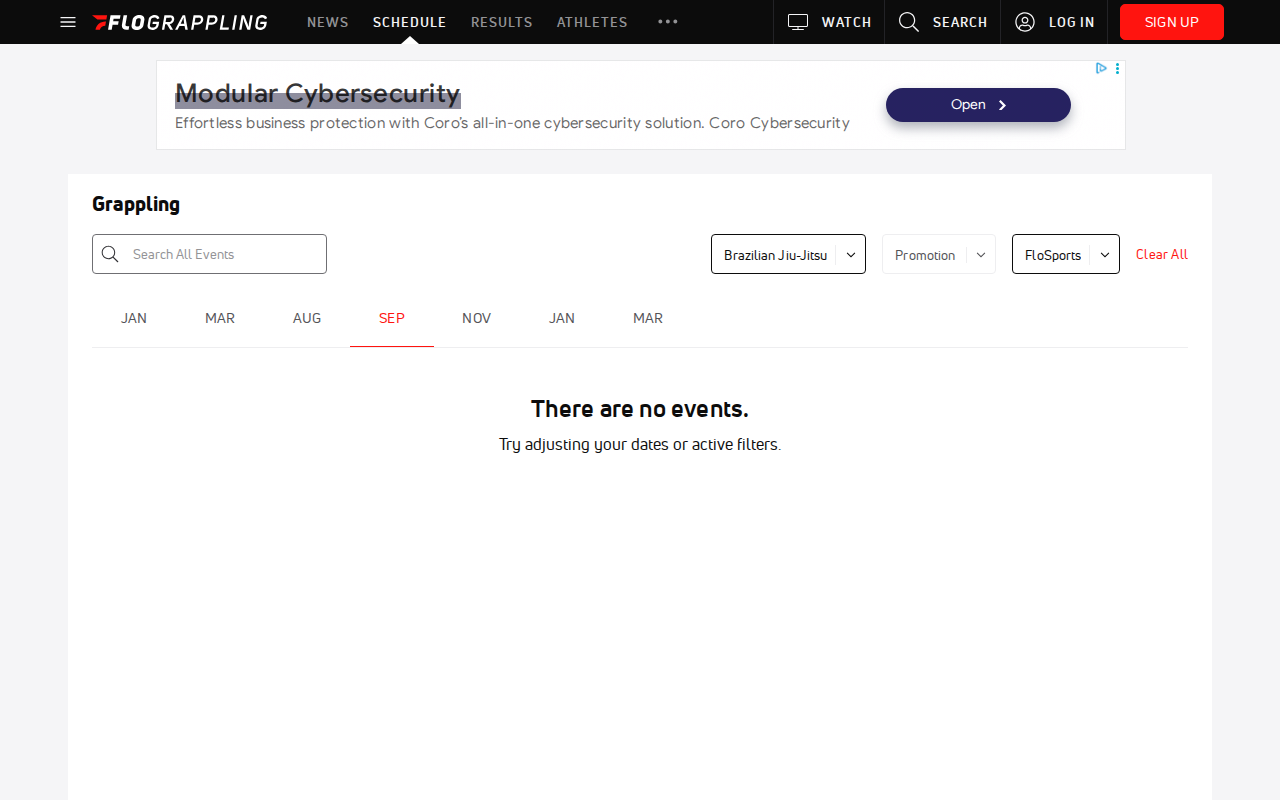 FLOGRAPPLING NEWS SCHEDULE RESULTS ATHLETES WATCH SEARCH LOG IN SIGN UP
Modular Cybersecurity
Effortless business protection with Coro's all-in-one cybersecurity solution. Coro Cybersecurity
Open
Grappling
Search All Events Brazilian Jiu-Jitsu Promotion FloSports Clear All
JAN MAR AUG SEP NOV JAN MAR
There are no events.
Try adjusting your dates or active filters.